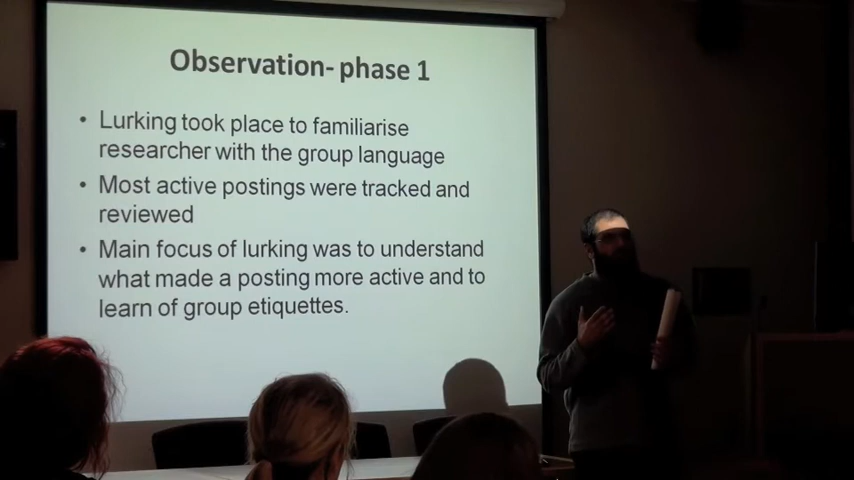 Observation- phase 1
• Lurking took place to familiarise
researcher with the group language
• Most active postings were tracked and
reviewed
• Main focus of lurking was to understand
what made a posting more active and to
learn of group etiquettes.